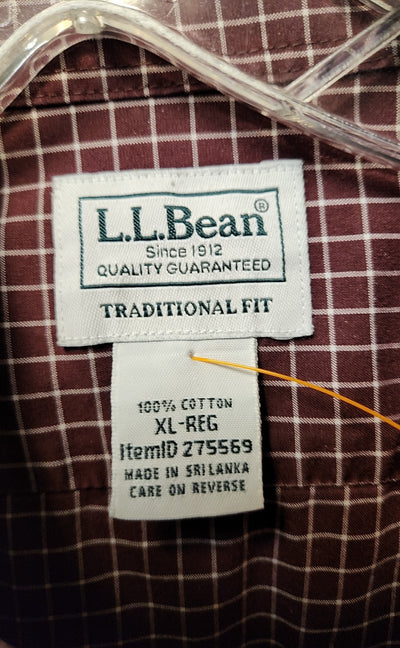 L.L.Bean®
Since 1912
QUALITY GUARANTEED
TRADITIONAL FIT
100% COTTON
XL-REG
ItemID 275569
MADE IN SRI LANKA
CARE ON REVERSE